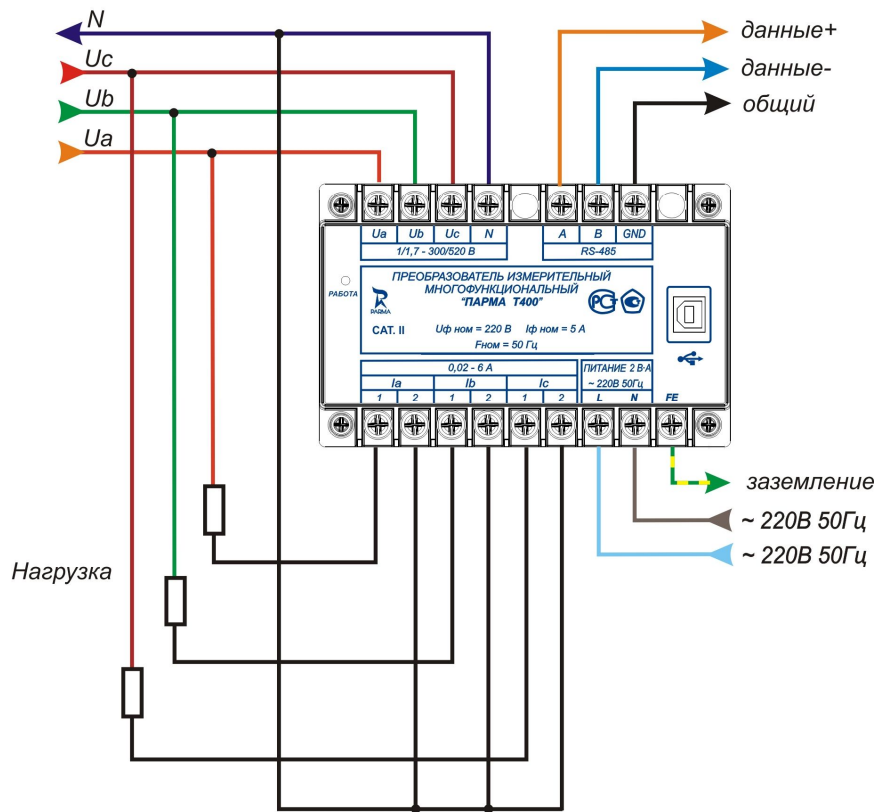 N
Uc
Ub
Ua
данные+
данные-
общий
Ua Ub Uc N A B GND
1/1,7 - 300/520 В RS-485
РАБОТА
PARMA
ПРЕОБРАЗОВАТЕЛЬ ИЗМЕРИТЕЛЬНЫЙ
МНОГОФУНКЦИОНАЛЬНЫЙ
"ПАРМА Т400"
РСТ
CAT. II Uф ном = 220 В Iф ном = 5 А
Fном = 50 Гц
0,02 - 6 А ПИТАНИЕ 2 В·А
Ia Ib Ic ~ 220В 50Гц
1 2 1 2 1 2 L N FE
заземление
~ 220В 50Гц
~ 220В 50Гц
Нагрузка